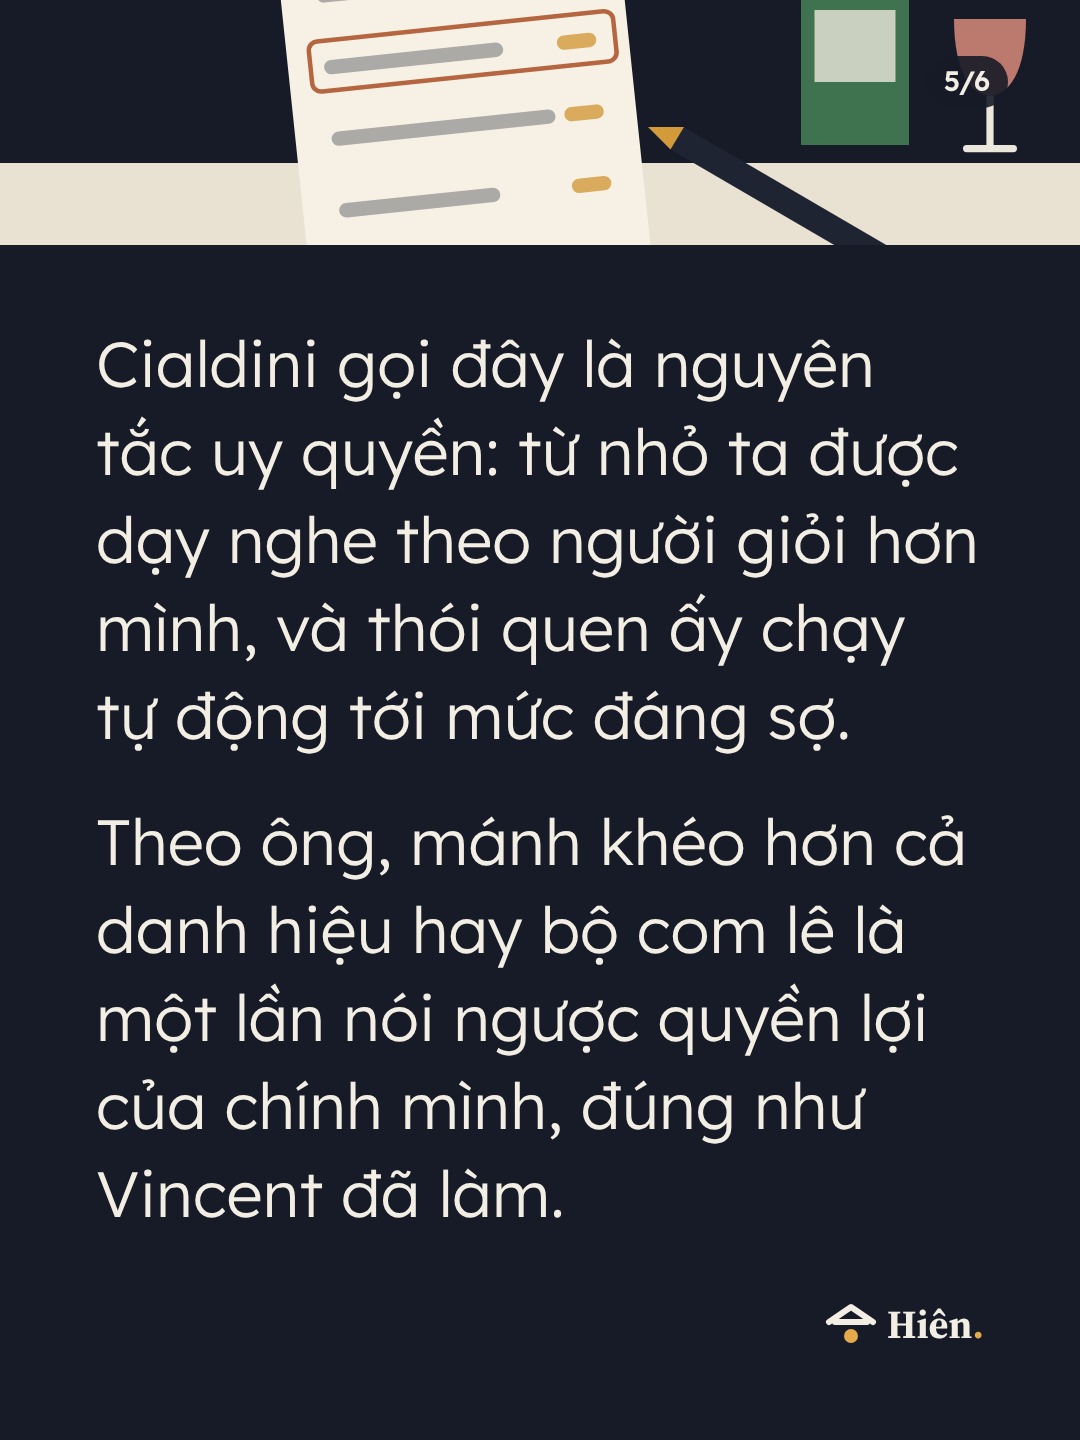 5/6
Cialdini gọi đây là nguyên
tắc uy quyền: từ nhỏ ta được
dạy nghe theo người giỏi hơn
mình, và thói quen ấy chạy
tự động tới mức đáng sợ.
Theo ông, mánh khéo hơn cả
danh hiệu hay bộ com lê là
một lần nói ngược quyền lợi
của chính mình, đúng như
Vincent đã làm.
Hiên.